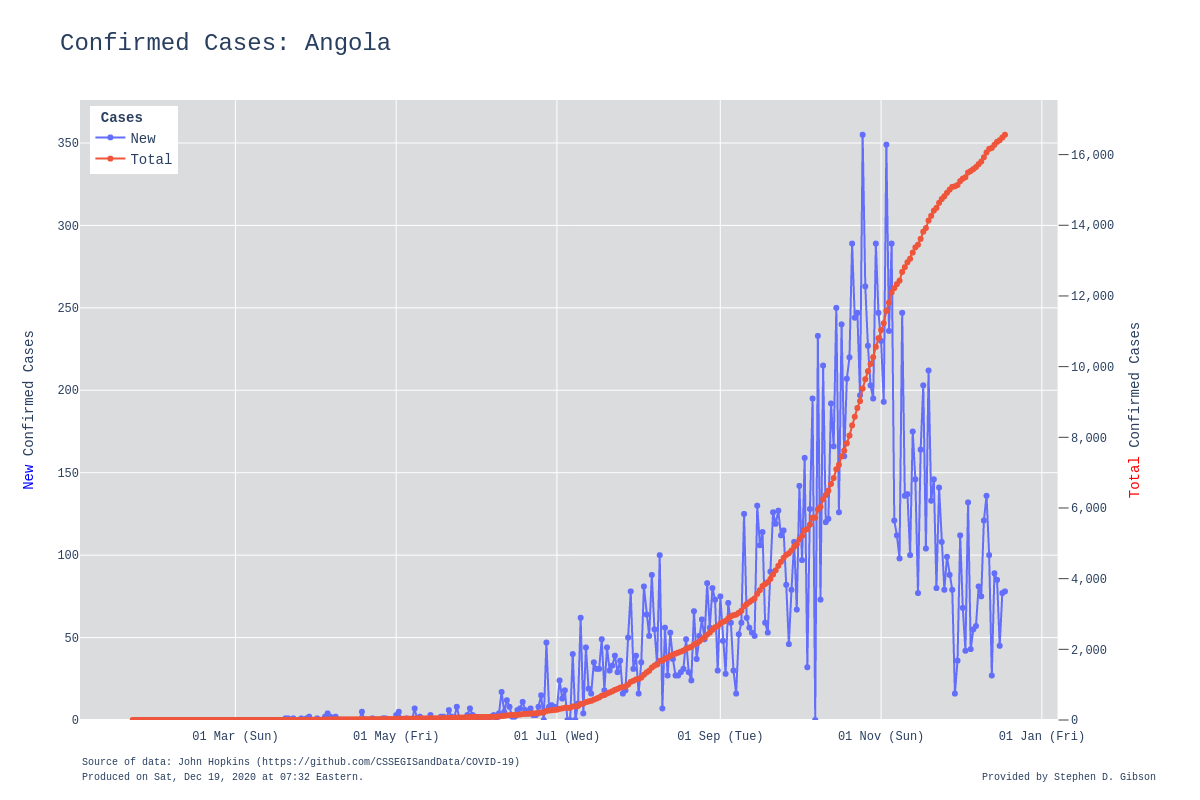 Confirmed Cases: Angola
Cases
New
Total
350
300
250
200
150
100
50
0
16,000
14,000
12,000
10,000
8,000
6,000
4,000
2,000
0
New Confirmed Cases
Total Confirmed Cases
01 Mar (Sun)
01 May (Fri)
01 Jul (Wed)
01 Sep (Tue)
01 Nov (Sun)
01 Jan (Fri)
Source of data: John Hopkins (https://github.com/CSSEGISandData/COVID-19)
Produced on Sat, Dec 19, 2020 at 07:32 Eastern.
Provided by Stephen D. Gibson